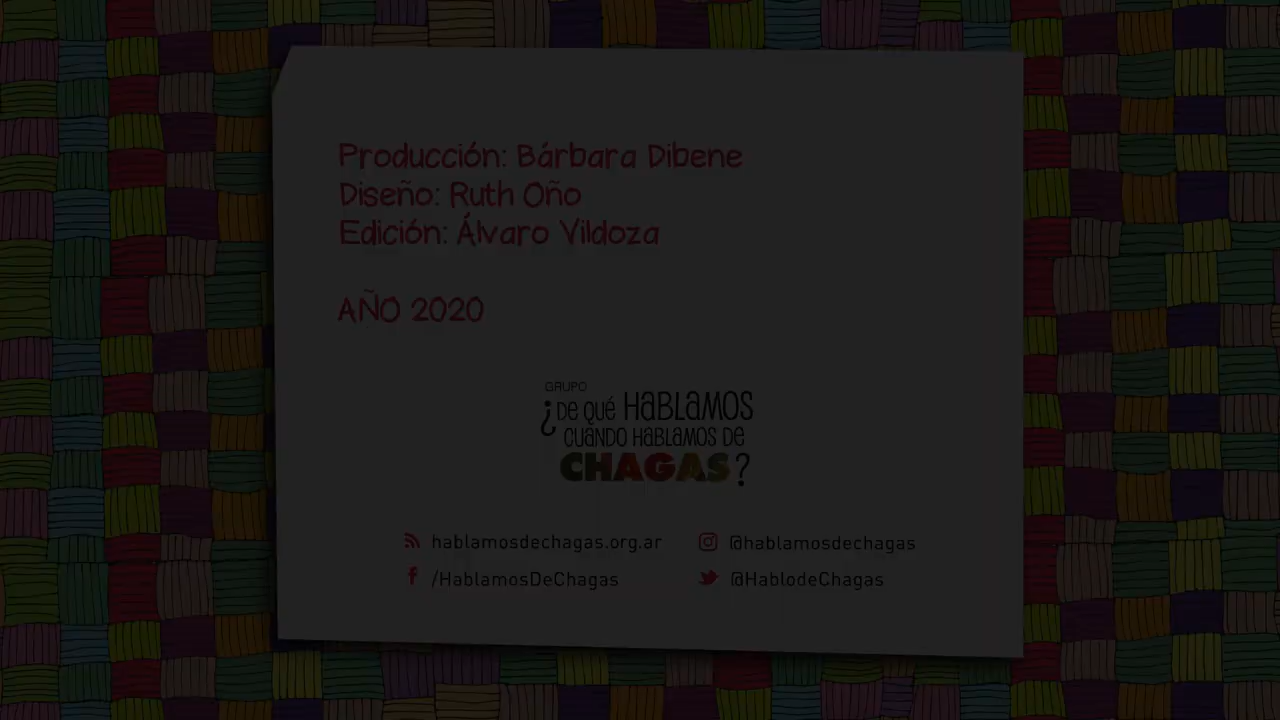 Producción: Bárbara Dibene
Diseño: Ruth Oño
Edición: Álvaro Vildoza
AÑO 2020
GRUPO
¿DE QUÉ HABLAMOS
CUANDO HABLAMOS DE
CHAGAS?
hablamosdechagas.org.ar
@hablamosdechagas
/HablamosDeChagas
@HablodeChagas